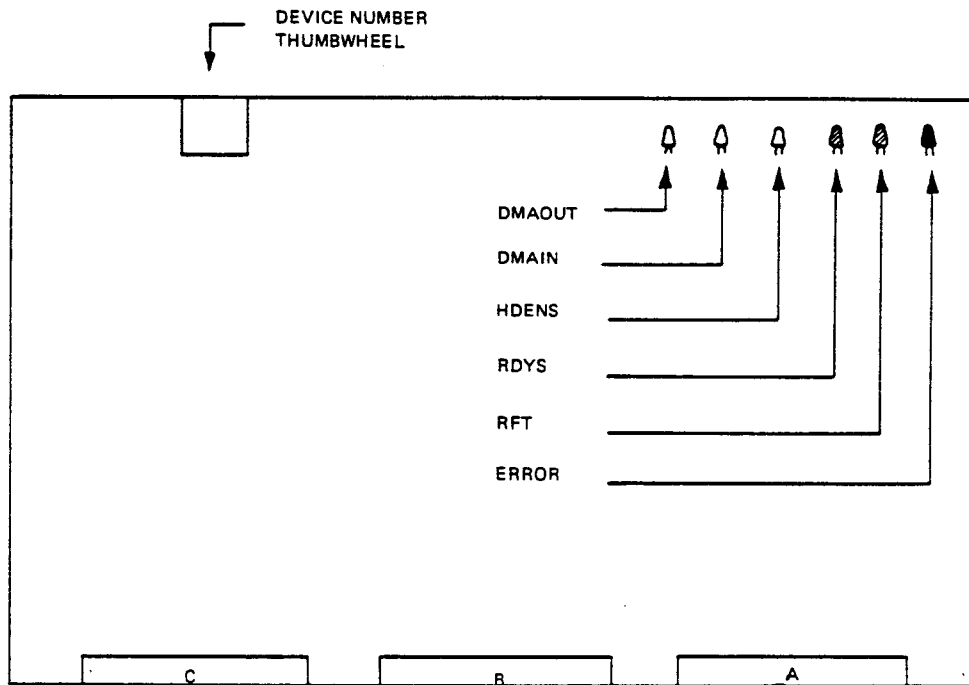 DEVICE NUMBER
THUMBWHEEL
DMAOUT
DMAIN
HDENS
RDYS
RFT
ERROR
C
B
A